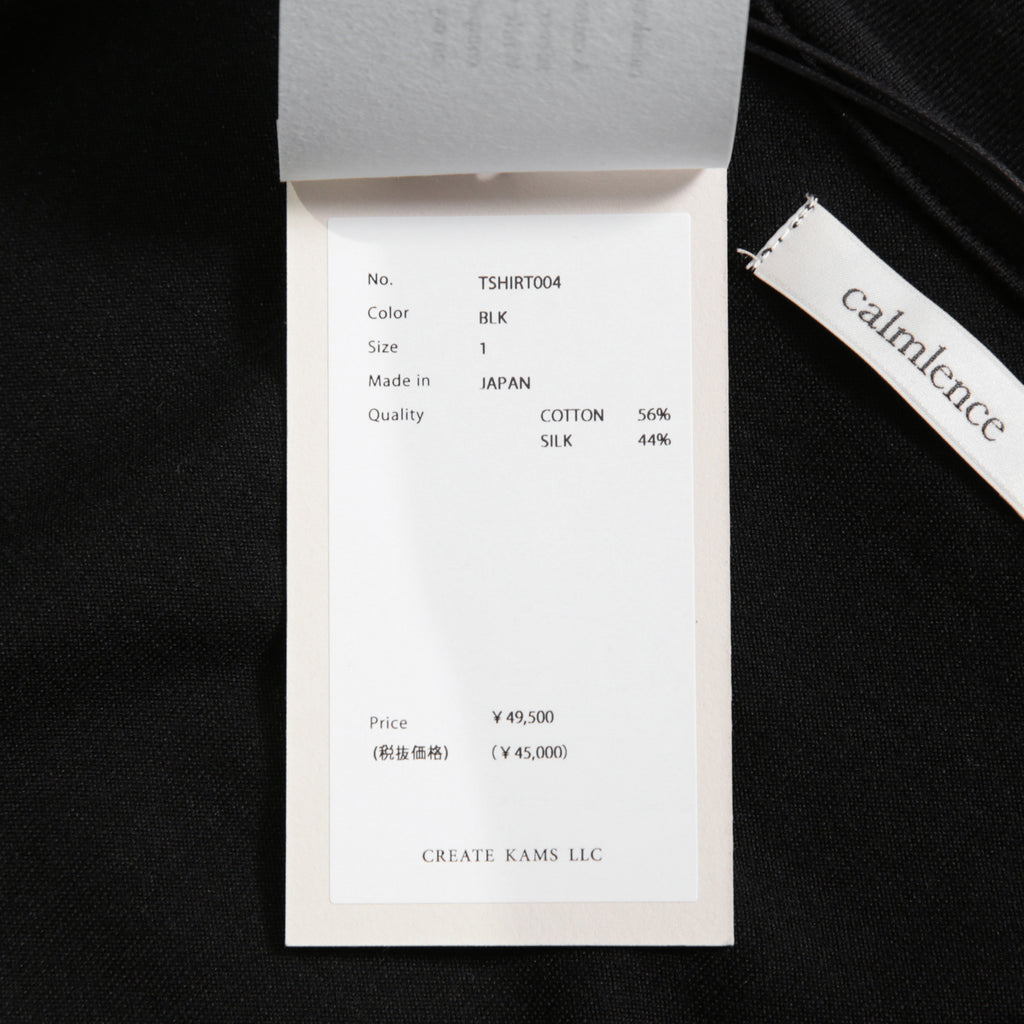 No. TSHIRT004
Color BLK
Size 1
Made in JAPAN
Quality COTTON 56%
SILK 44%
Price ¥49,500
(税抜価格) (¥45,000)
CREATE KAMS LLC
calmlence